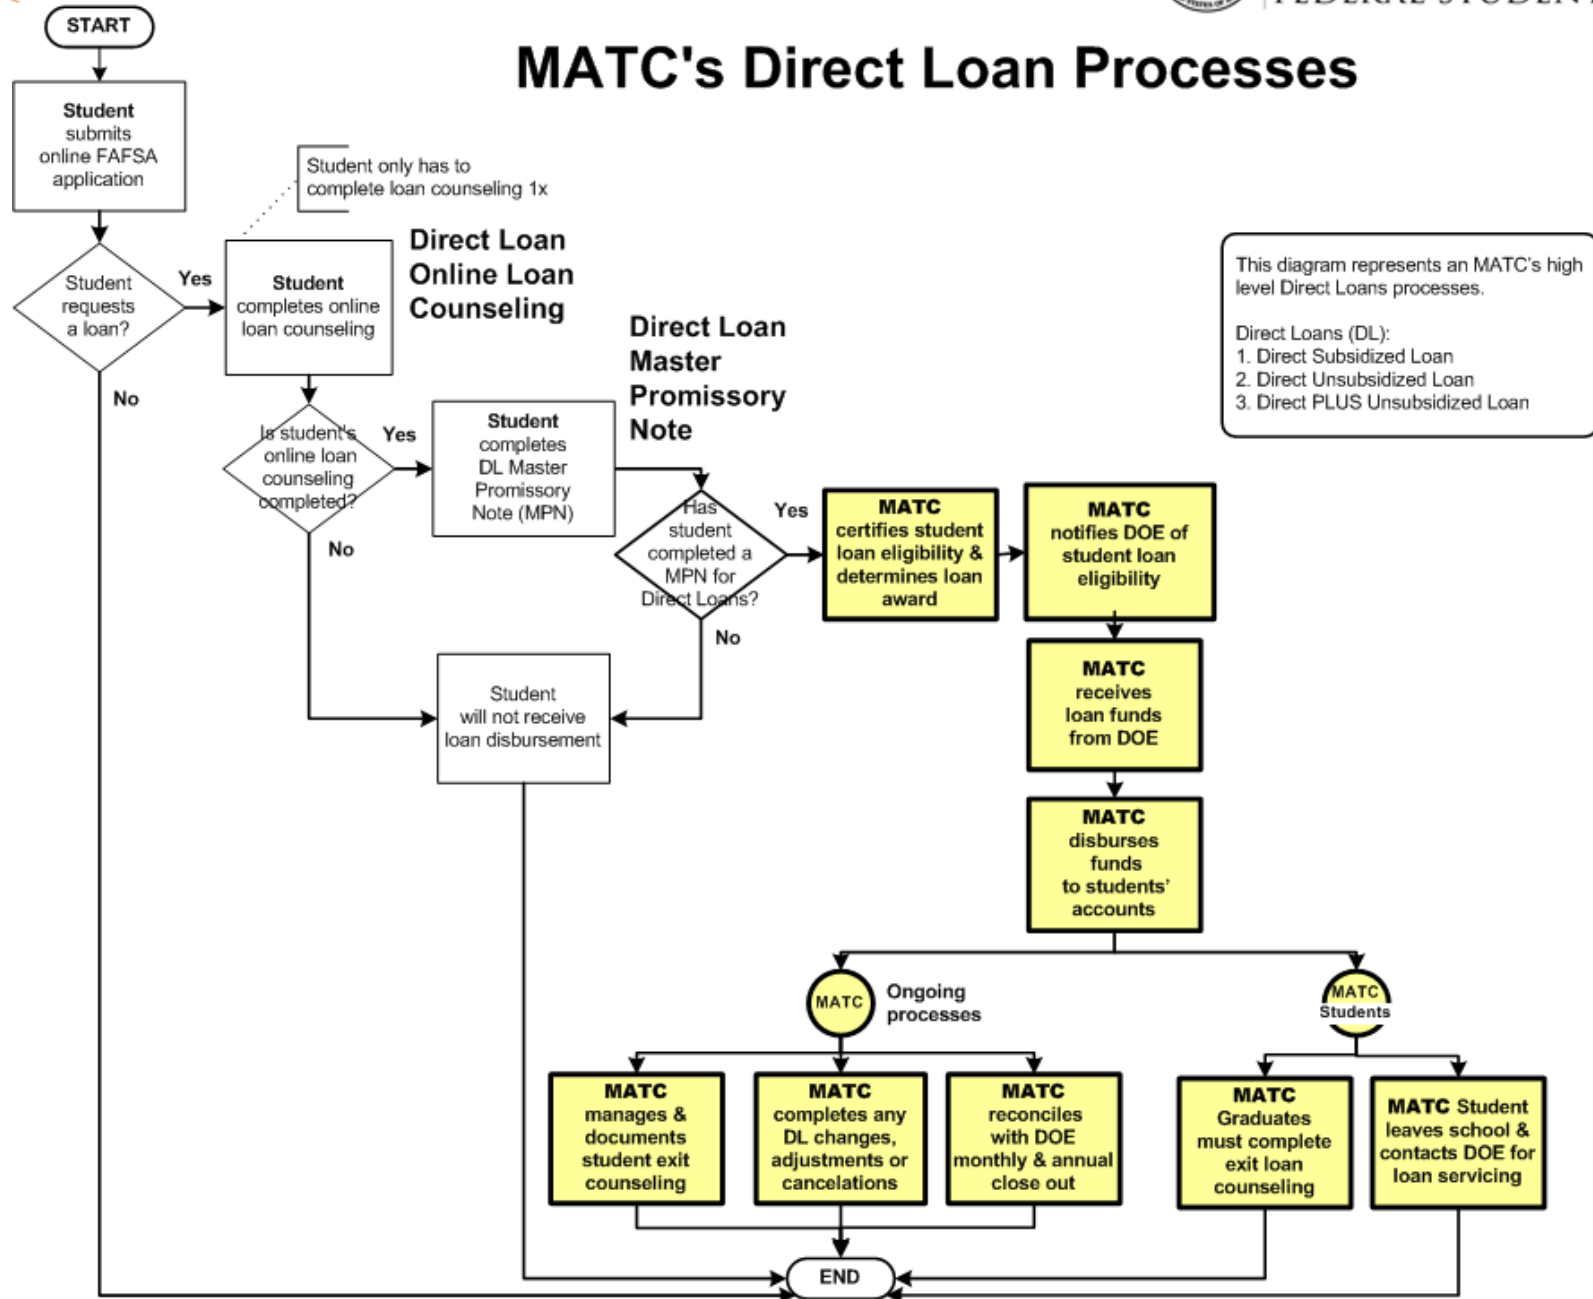 START
FEDERAL STUDENT
MATC's Direct Loan Processes
Student
submits
online FAFSA
application
Student only has to
complete loan counseling 1x
Student
requests
a loan?
Yes
No
Student
completes online
loan counseling
Direct Loan
Online Loan
Counseling
This diagram represents an MATC's high
level Direct Loans processes.
Direct Loans (DL):
1. Direct Subsidized Loan
2. Direct Unsubsidized Loan
3. Direct PLUS Unsubsidized Loan
Is student's
online loan
counseling
completed?
Yes
No
Student
completes
DL Master
Promissory
Note (MPN)
Direct Loan
Master
Promissory
Note
Has
student
completed a
MPN for
Direct Loans?
Yes
No
MATC
certifies student
loan eligibility &
determines loan
award
MATC
notifies DOE of
student loan
eligibility
Student
will not receive
loan disbursement
MATC
receives
loan funds
from DOE
MATC
disburses
funds
to students'
accounts
MATC
Ongoing
processes
MATC
Students
MATC
manages &
documents
student exit
counseling
MATC
completes any
DL changes,
adjustments or
cancelations
MATC
reconciles
with DOE
monthly & annual
close out
MATC
Graduates
must complete
exit loan
counseling
MATC Student
leaves school &
contacts DOE for
loan servicing
END